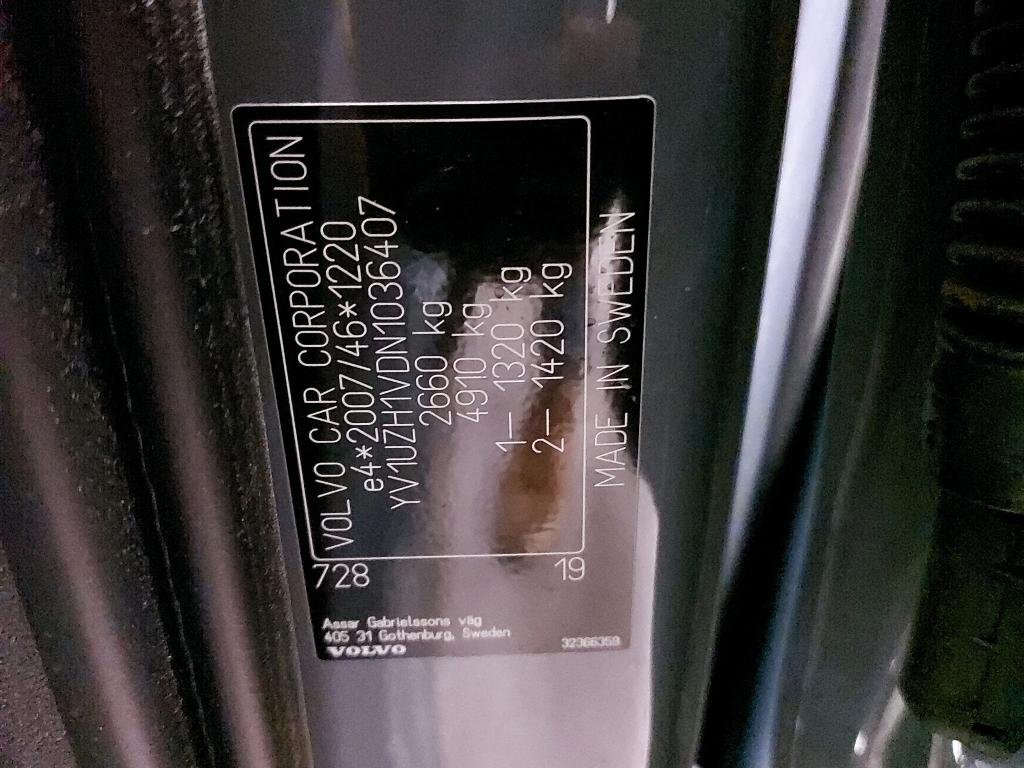 VOLVO CAR CORPORATION
e4*2007/46*1220
YV1UZH1VDN1036407
2660 kg
4910 kg
1– 1320 kg
2– 1420 kg
MADE IN SWEDEN
728 19
Assar Gabrielssons väg
405 31 Gothenburg, Sweden
VOLVO
32366359